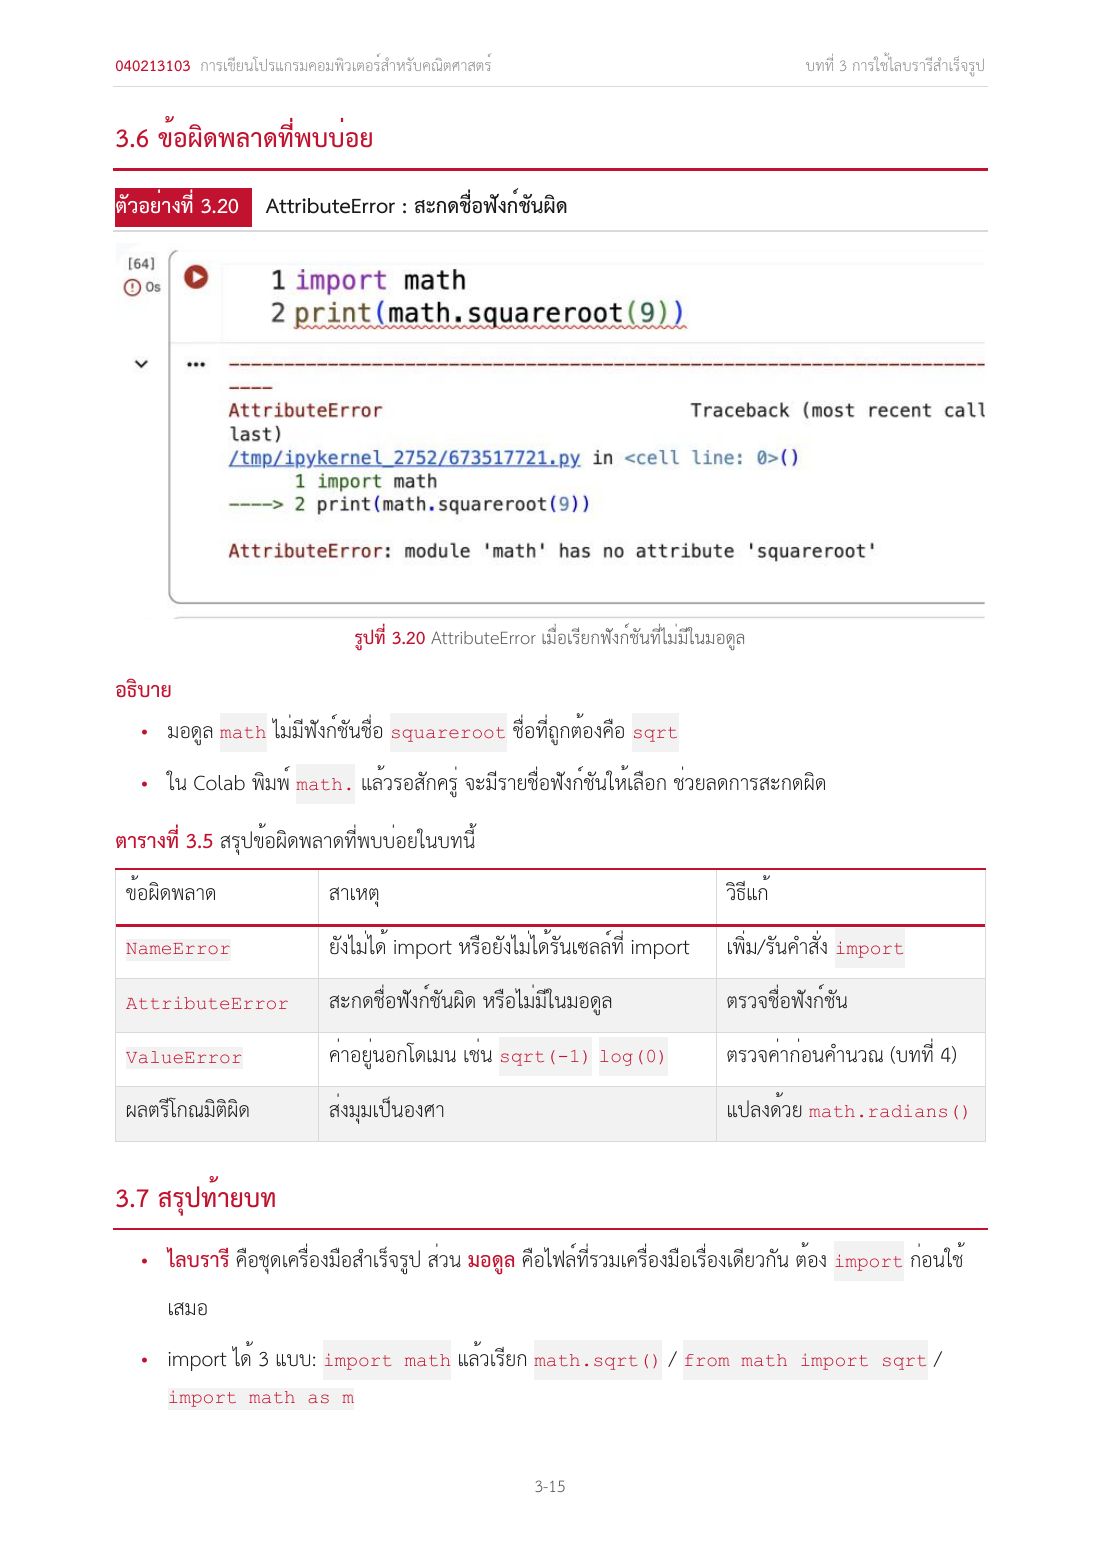 040213103 การเขียนโปรแกรมคอมพิวเตอร์สำหรับคณิตศาสตร์ บทที่ 3 การใช้ไลบรารีสำเร็จรูป
3.6 ข้อผิดพลาดที่พบบ่อย
ตัวอย่างที่ 3.20 AttributeError : สะกดชื่อฟังก์ชันผิด
[64]
0s
1 import math
2 print(math.squareroot(9))
•••
---------------------------------------------------------------------
----
AttributeError Traceback (most recent call
last)
/tmp/ipykernel_2752/673517721.py in <cell line: 0>()
1 import math
----> 2 print(math.squareroot(9))
AttributeError: module 'math' has no attribute 'squareroot'
รูปที่ 3.20 AttributeError เมื่อเรียกฟังก์ชันที่ไม่มีในมอดูล
อธิบาย
• มอดูล math ไม่มีฟังก์ชันชื่อ squareroot ชื่อที่ถูกต้องคือ sqrt
• ใน Colab พิมพ์ math. แล้วรอสักครู่ จะมีรายชื่อฟังก์ชันให้เลือก ช่วยลดการสะกดผิด
ตารางที่ 3.5 สรุปข้อผิดพลาดที่พบบ่อยในบทนี้
ข้อผิดพลาด สาเหตุ วิธีแก้
NameError ยังไม่ได้ import หรือยังไม่ได้รันเซลล์ที่ import เพิ่ม/รันคำสั่ง import
AttributeError สะกดชื่อฟังก์ชันผิด หรือไม่มีในมอดูล ตรวจชื่อฟังก์ชัน
ValueError ค่าอยู่นอกโดเมน เช่น sqrt(-1) log(0) ตรวจค่าก่อนคำนวณ (บทที่ 4)
ผลตรีโกณมิติผิด ส่งมุมเป็นองศา แปลงด้วย math.radians()
3.7 สรุปท้ายบท
• ไลบรารี คือชุดเครื่องมือสำเร็จรูป ส่วน มอดูล คือไฟล์ที่รวมเครื่องมือเรื่องเดียวกัน ต้อง import ก่อนใช้
เสมอ
• import ได้ 3 แบบ: import math แล้วเรียก math.sqrt() / from math import sqrt /
import math as m
3-15